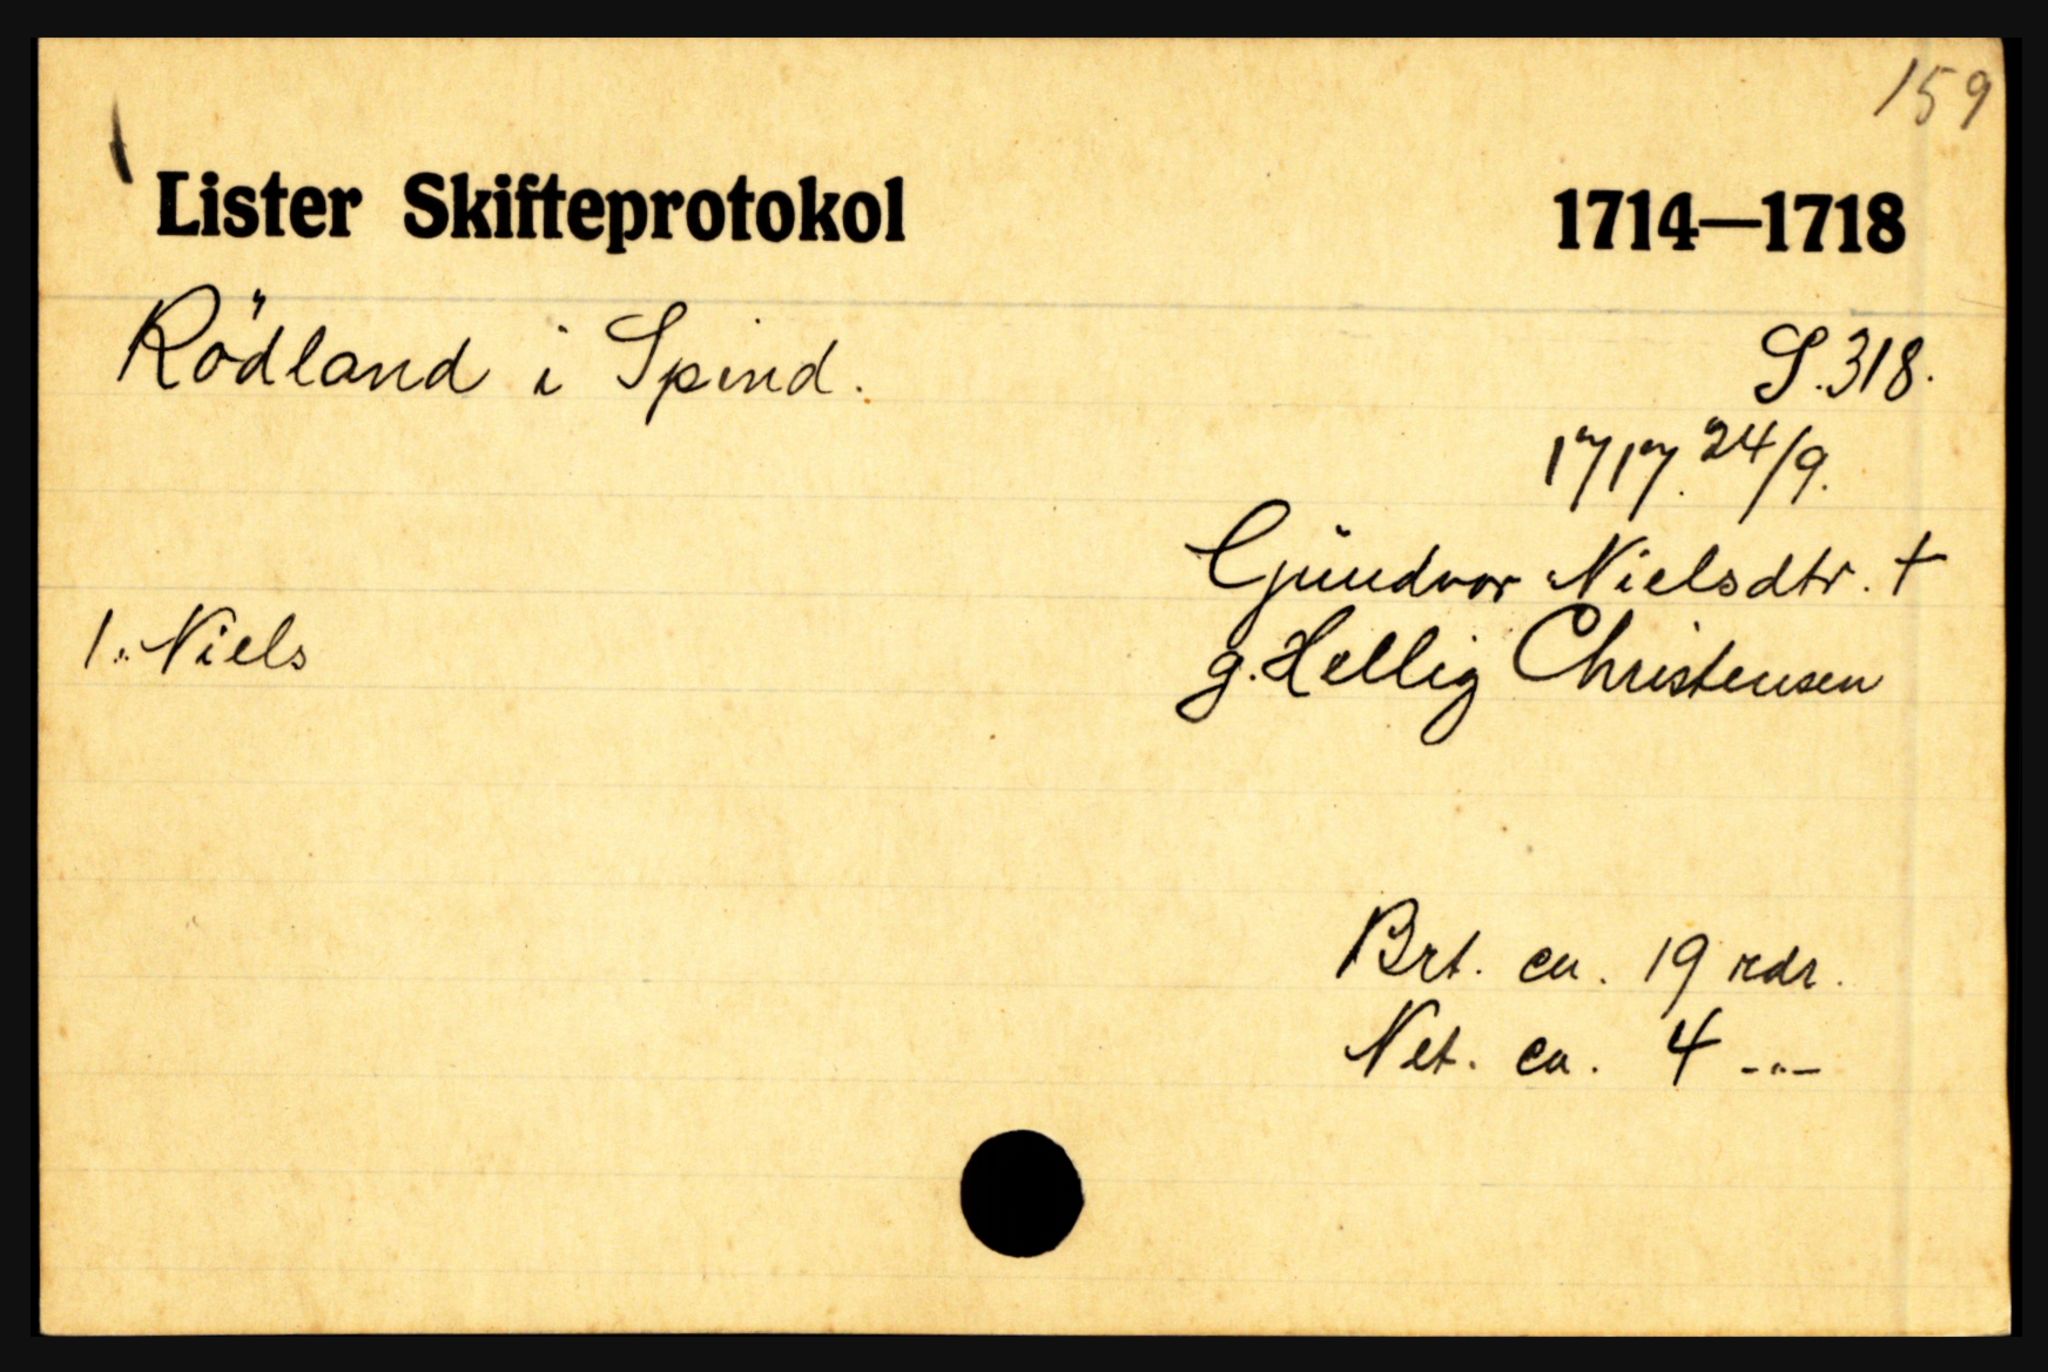 159
Lister Skifteprotokol 1714—1718
Rödland i Spind. S. 318.
1717. 24/9.
Gündvor Nielsdtr. +
1. Niels g. Hellig Christensen
Brt. ca. 19 rdr.
Net. ca. 4 -"-